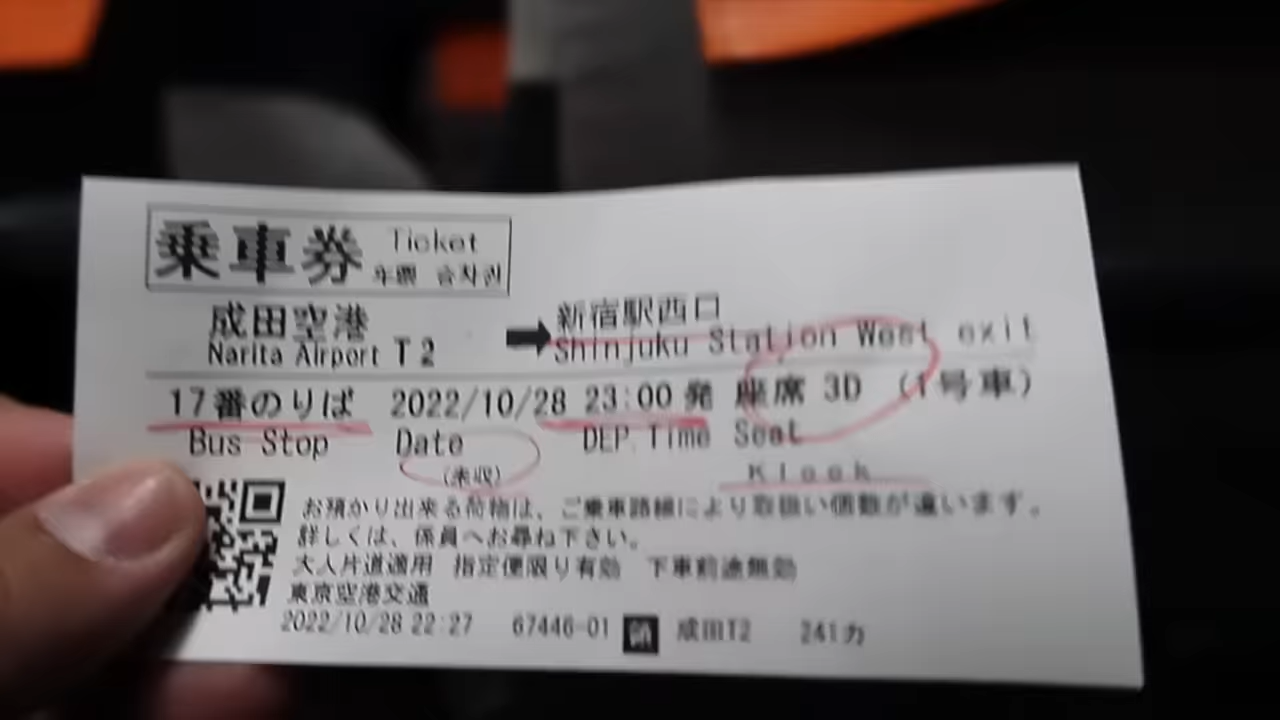 乗車券 Ticket
车票 승차권
成田空港 ➡ 新宿駅西口
Narita Airport T2 Shinjuku Station West exit
17番のりば 2022/10/28 23:00 発 座席 3D (1号車)
Bus Stop Date DEP.Time Seat
(未収) Klook
お預かり出来る荷物は、ご乗車路線により取扱い個数が違います。
詳しくは、係員へお尋ね下さい。
大人片道適用 指定便限り有効 下車前途無効
東京空港交通
2022/10/28 22:27 67446-01 成田T2 241カ